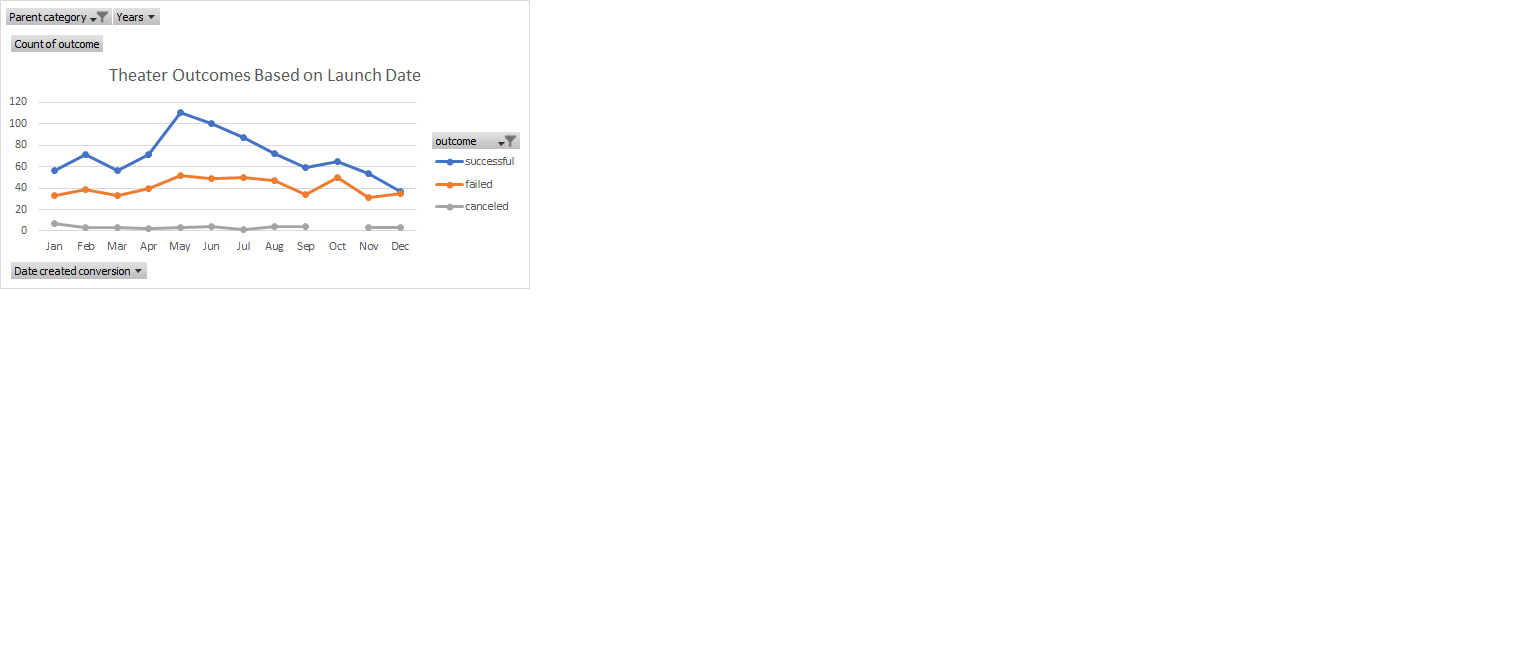 Parent category Years
Count of outcome
Theater Outcomes Based on Launch Date
120
100
80
60
40
20
0
Jan Feb Mar Apr May Jun Jul Aug Sep Oct Nov Dec
outcome
successful
failed
canceled
Date created conversion